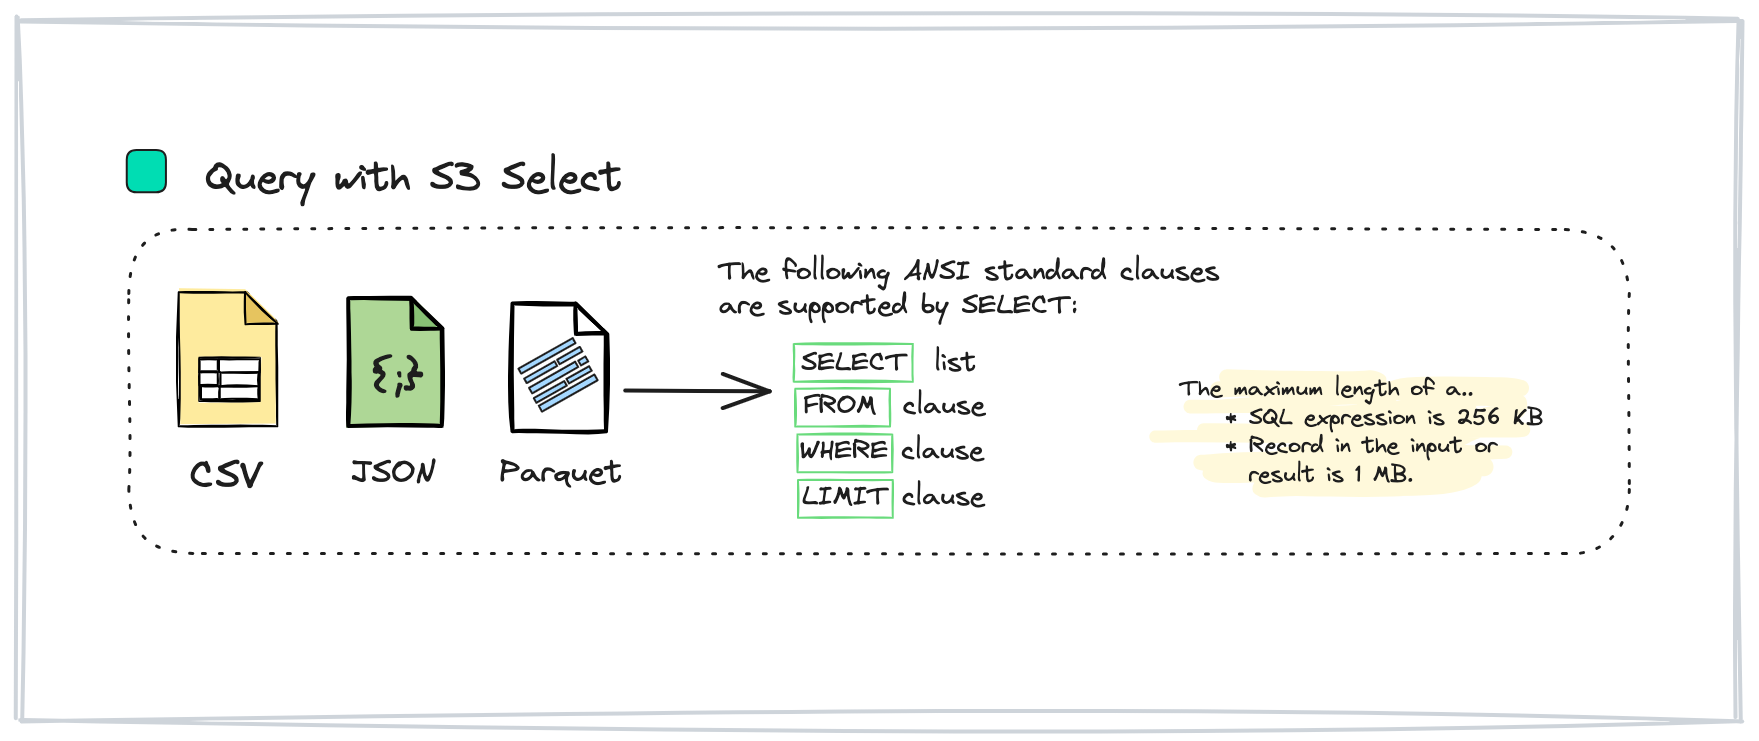 Query with S3 Select
The following ANSI standard clauses
are supported by SELECT:
{;}
SELECT list
FROM clause
WHERE clause
LIMIT clause
CSV
JSON
Parquet
The maximum length of a..
* SQL expression is 256 KB
* Record in the input or
result is 1 MB.